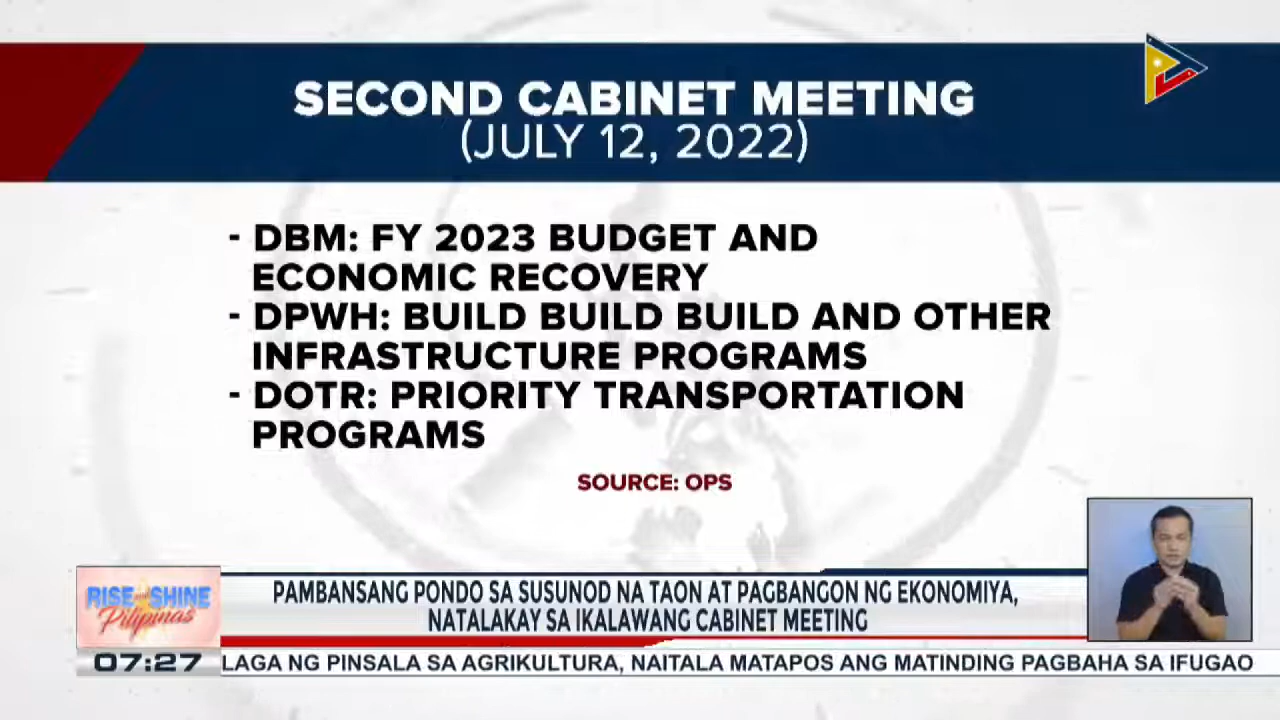 SECOND CABINET MEETING
(JULY 12, 2022)
- DBM: FY 2023 BUDGET AND
ECONOMIC RECOVERY
- DPWH: BUILD BUILD BUILD AND OTHER
INFRASTRUCTURE PROGRAMS
- DOTR: PRIORITY TRANSPORTATION
PROGRAMS
SOURCE: OPS
RISE AND SHINE
Pilipinas
PAMBANSANG PONDO SA SUSUNOD NA TAON AT PAGBANGON NG EKONOMIYA,
NATALAKAY SA IKALAWANG CABINET MEETING
07:27
LAGA NG PINSALA SA AGRIKULTURA, NAITALA MATAPOS ANG MATINDING PAGBAHA SA IFUGAO